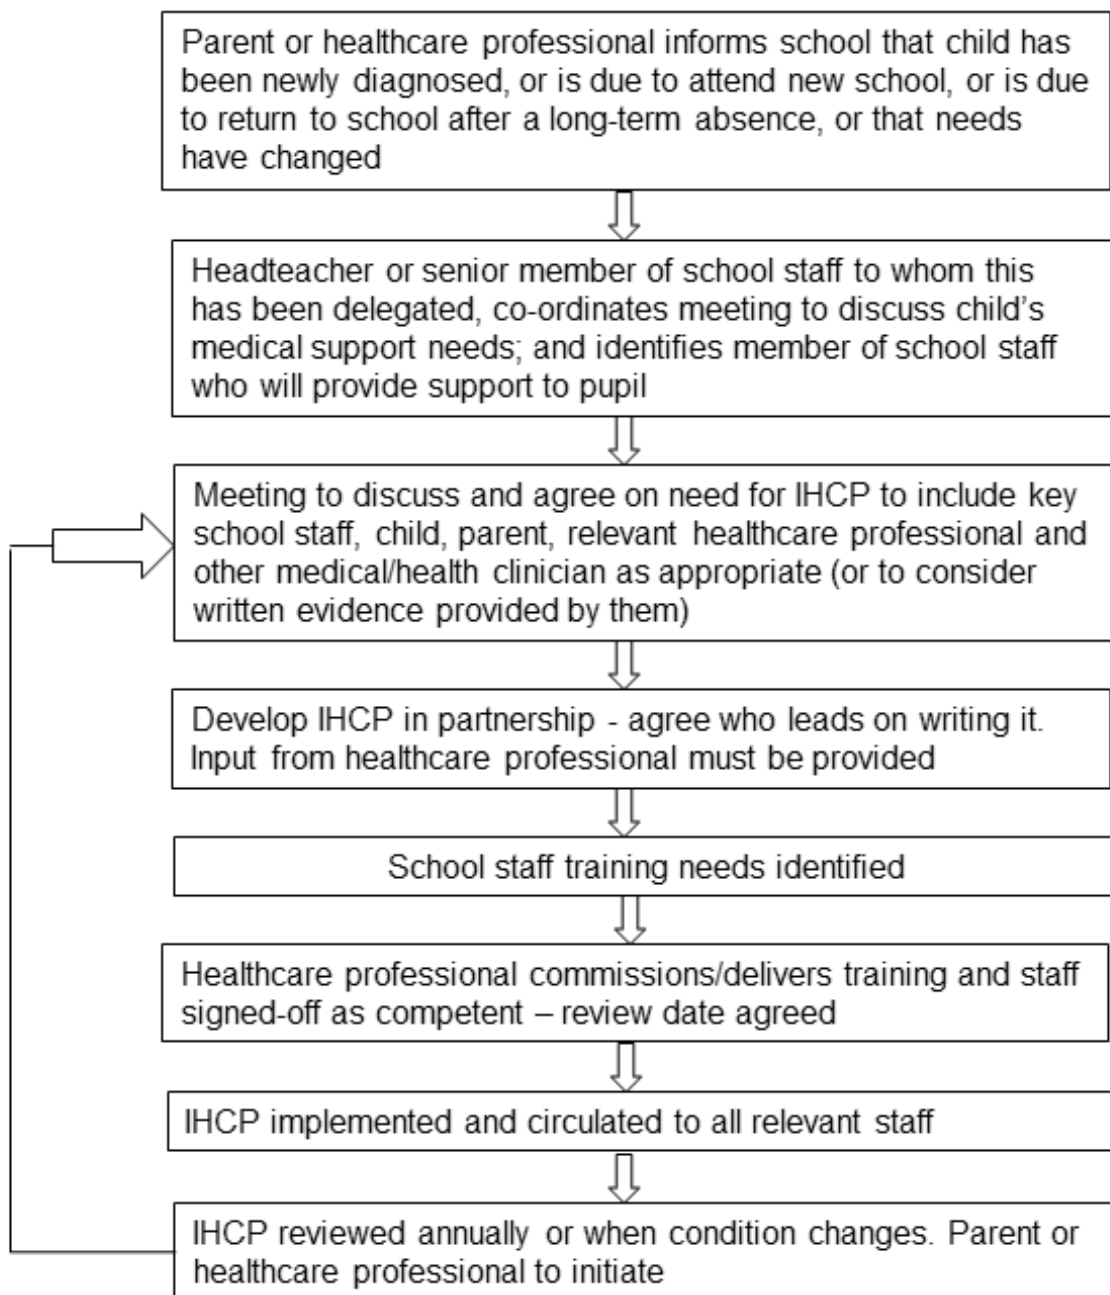 Parent or healthcare professional informs school that child has
been newly diagnosed, or is due to attend new school, or is due
to return to school after a long-term absence, or that needs
have changed
Headteacher or senior member of school staff to whom this
has been delegated, co-ordinates meeting to discuss child's
medical support needs; and identifies member of school staff
who will provide support to pupil
Meeting to discuss and agree on need for IHCP to include key
school staff, child, parent, relevant healthcare professional and
other medical/health clinician as appropriate (or to consider
written evidence provided by them)
Develop IHCP in partnership - agree who leads on writing it.
Input from healthcare professional must be provided
School staff training needs identified
Healthcare professional commissions/delivers training and staff
signed-off as competent – review date agreed
IHCP implemented and circulated to all relevant staff
IHCP reviewed annually or when condition changes. Parent or
healthcare professional to initiate